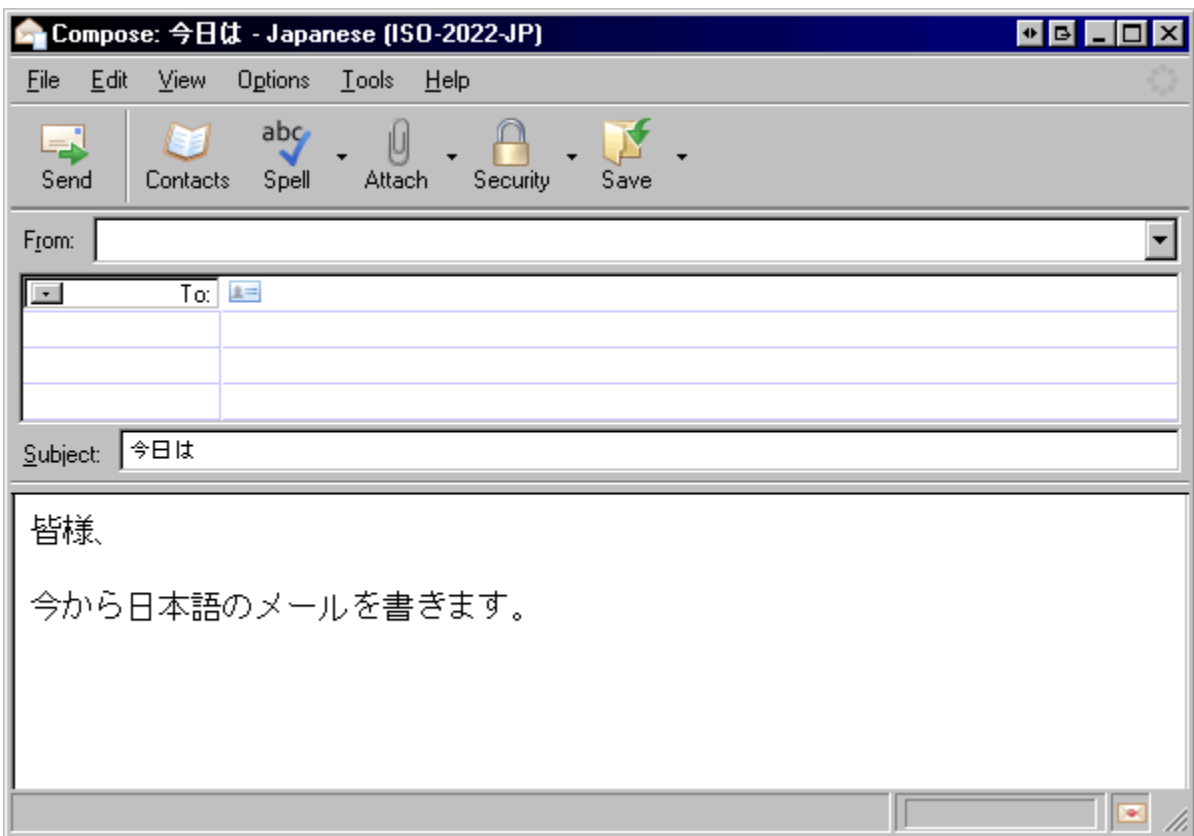 Compose: 今日は - Japanese (ISO-2022-JP)
File Edit View Options Tools Help
Send Contacts Spell Attach Security Save
From:
To:
Subject: 今日は
皆様、
今から日本語のメールを書きます。